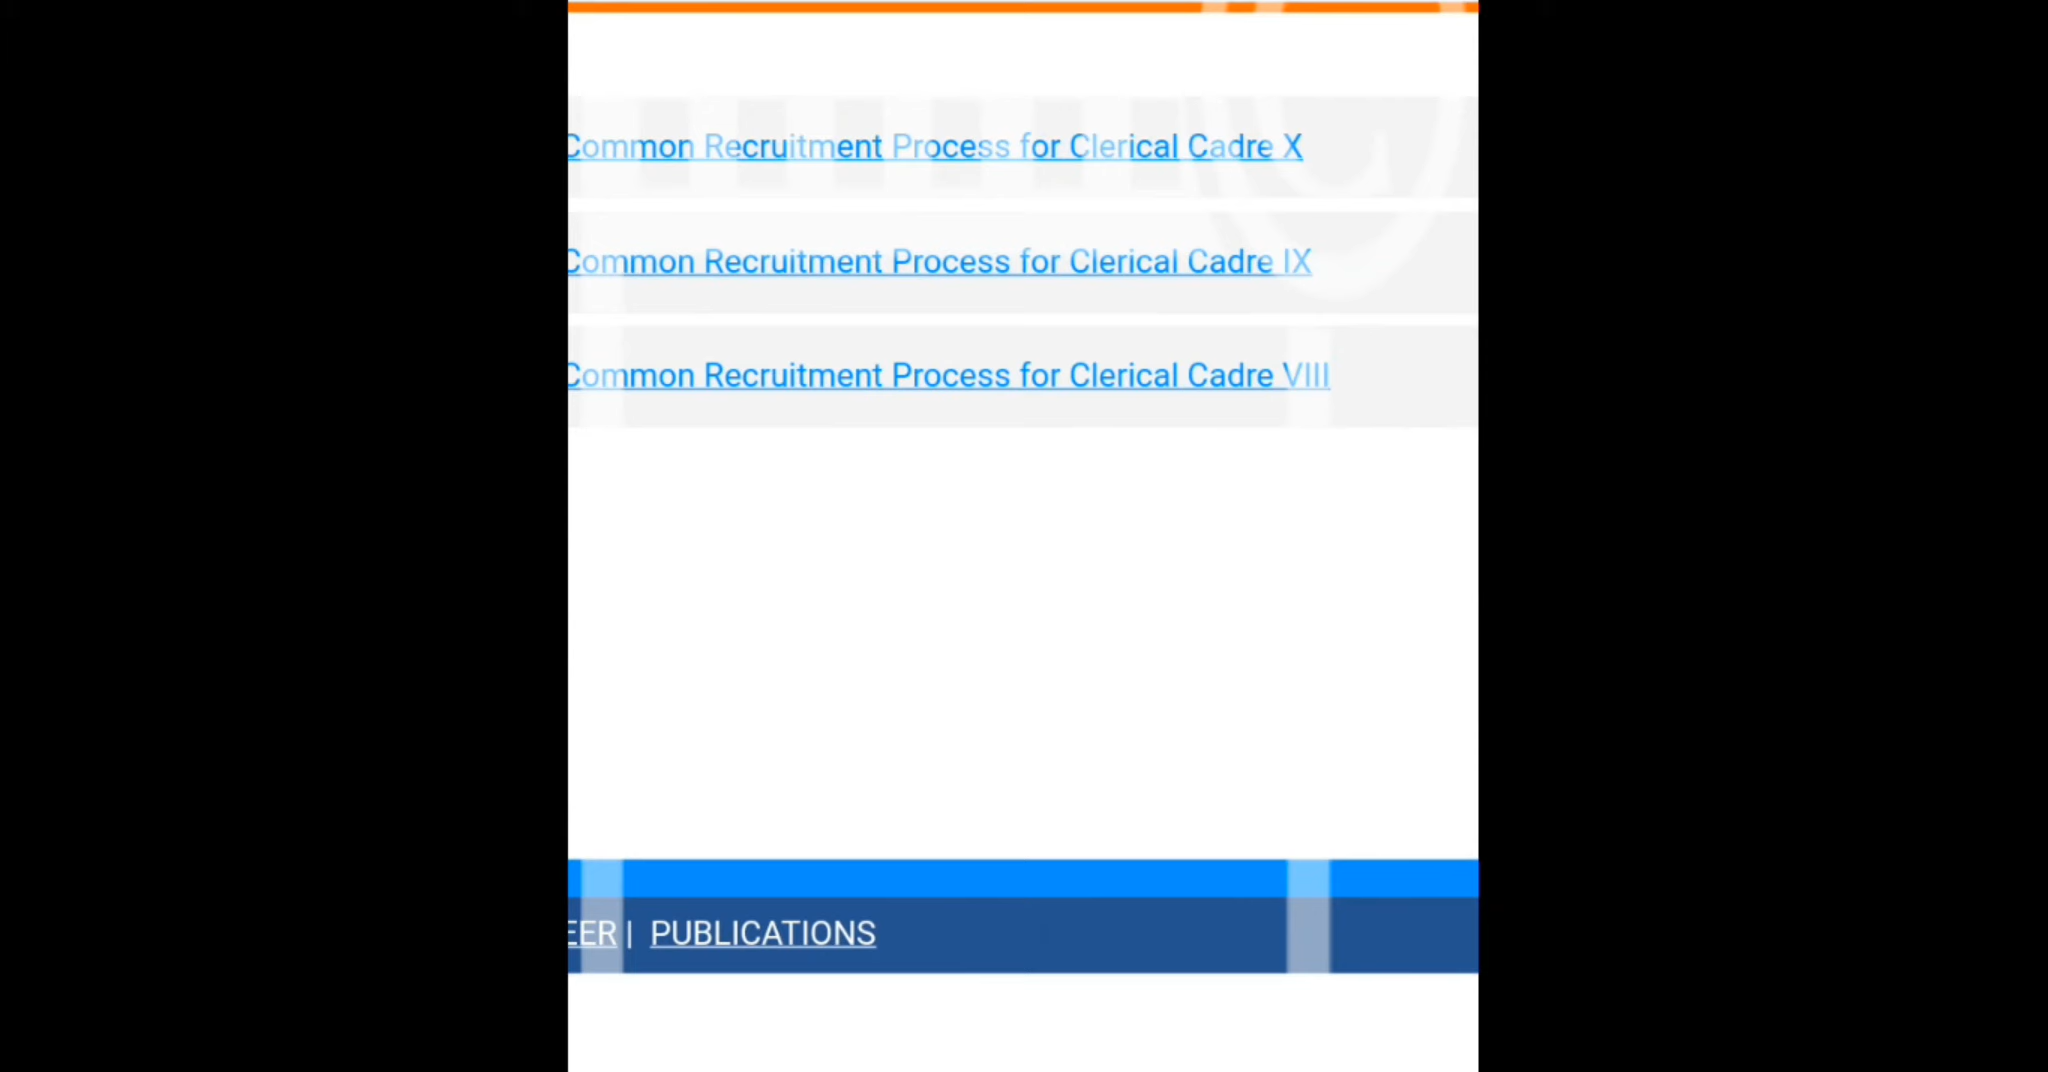 Common Recruitment Process for Clerical Cadre X
Common Recruitment Process for Clerical Cadre IX
Common Recruitment Process for Clerical Cadre VIII
EER | PUBLICATIONS